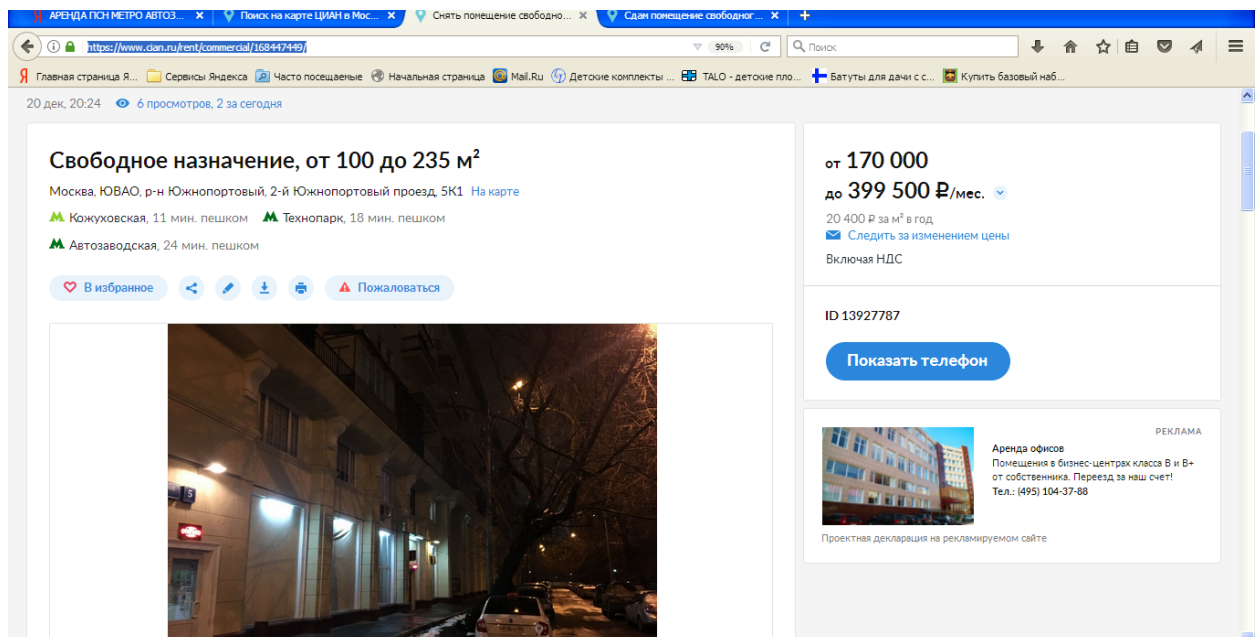 АРЕНДА ПСН МЕТРО АВТОЗ...
Поиск на карте ЦИАН в Мос...
Снять помещение свободно...
Сдам помещение свободног...
https://www.cian.ru/rent/commercial/168447449/
90%
Поиск
Главная страница Я...
Сервисы Яндекса
Часто посещаемые
Начальная страница
Mail.Ru
Детские комплекты ...
TALO - детские пло...
Батуты для дачи с с...
Купить базовый наб...
20 дек, 20:24 6 просмотров, 2 за сегодня
Свободное назначение, от 100 до 235 м²
Москва, ЮВАО, р-н Южнопортовый, 2-й Южнопортовый проезд, 5К1 На карте
Кожуховская, 11 мин. пешком Технопарк, 18 мин. пешком
Автозаводская, 24 мин. пешком
В избранное
Пожаловаться
5
от 170 000
до 399 500 ₽/мес.
20 400 ₽ за м² в год
Следить за изменением цены
Включая НДС
ID 13927787
Показать телефон
РЕКЛАМА
Аренда офисов
Помещения в бизнес-центрах класса В и В+
от собственника. Переезд за наш счет!
Тел.: (495) 104-37-88
Проектная декларация на рекламируемом сайте